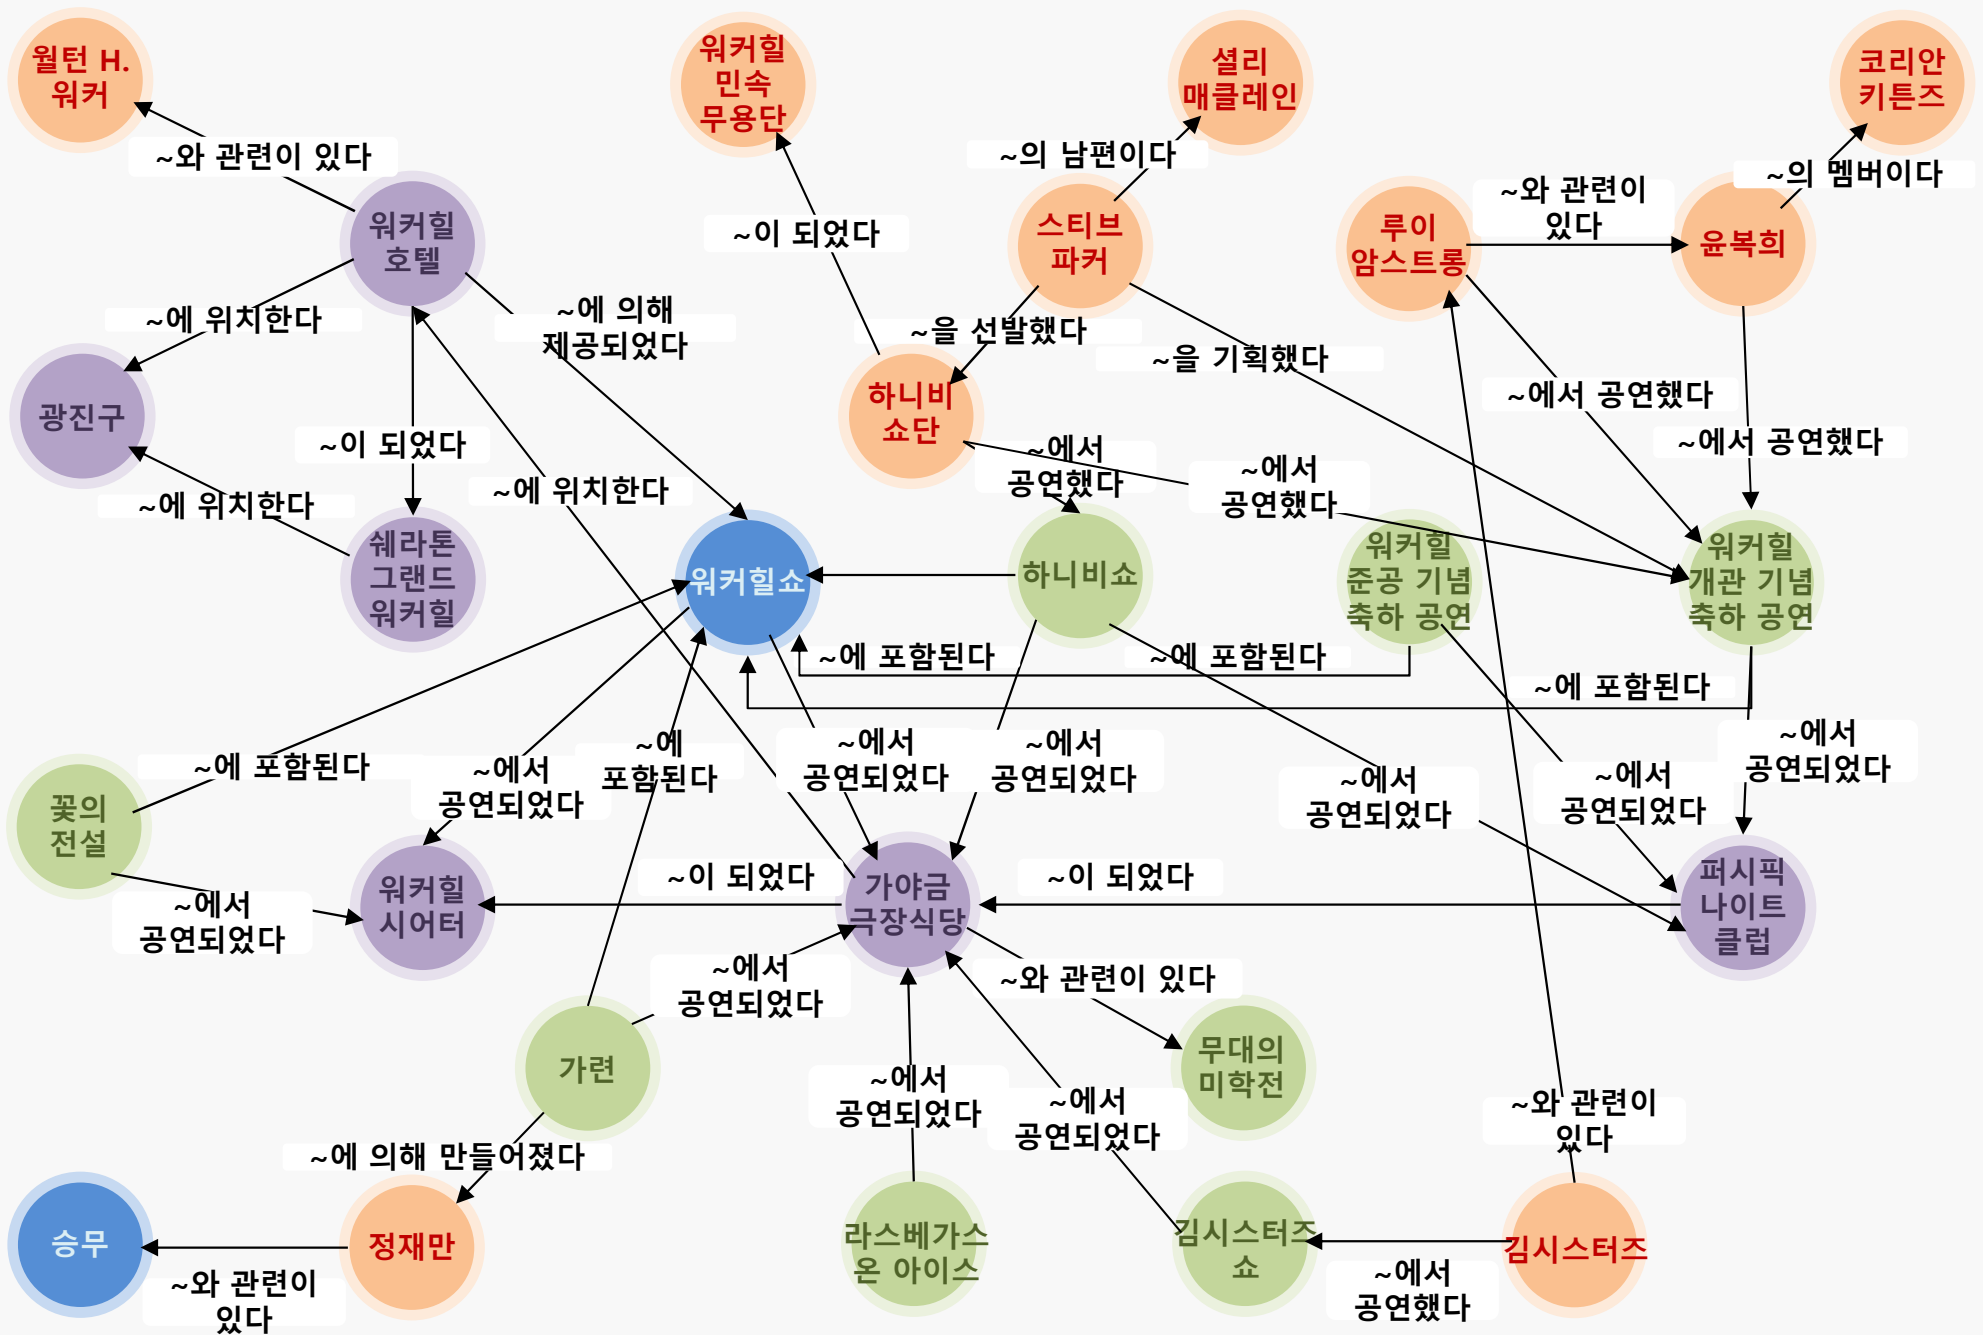 월턴 H.
워커
워커힐
민속
무용단
셜리
매클레인
코리안
키튼즈
~와 관련이 있다
~의 남편이다
~의 멤버이다
워커힐
호텔
~이 되었다
스티브
파커
루이
암스트롱
~와 관련이
있다
윤복희
~에 위치한다
~에 의해
제공되었다
~을 선발했다
~을 기획했다
~에서 공연했다
광진구
~이 되었다
하니비
쇼단
~에서
공연했다
~에서
공연했다
~에서 공연했다
~에 위치한다
~에 위치한다
쉐라톤
그랜드
워커힐
워커힐쇼
하니비쇼
워커힐
준공 기념
축하 공연
워커힐
개관 기념
축하 공연
~에 포함된다
~에 포함된다
~에 포함된다
~에 포함된다
~에서
공연되었다
~에
포함된다
~에서
공연되었다
~에서
공연되었다
~에서
공연되었다
~에서
공연되었다
~에서
공연되었다
꽃의
전설
~에서
공연되었다
워커힐
시어터
~이 되었다
가야금
극장식당
~이 되었다
퍼시픽
나이트
클럽
~에서
공연되었다
~와 관련이 있다
가련
무대의
미학전
~에서
공연되었다
~에서
공연되었다
~와 관련이
있다
~에 의해 만들어졌다
승무
정재만
라스베가스
온 아이스
김시스터즈
쇼
김시스터즈
~와 관련이
있다
~에서
공연했다